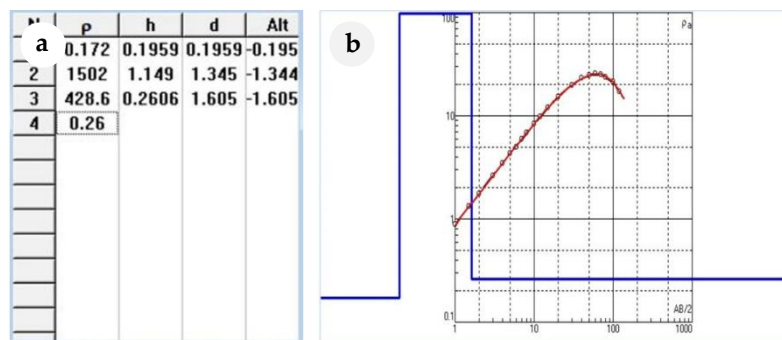 a
N ρ h d Alt
0.172 0.1959 0.1959 -0.195
2 1502 1.149 1.345 -1.344
3 428.6 0.2606 1.605 -1.605
4 0.26
b
100 ρa
10
1
0.1 AB/2
1 10 100 1000